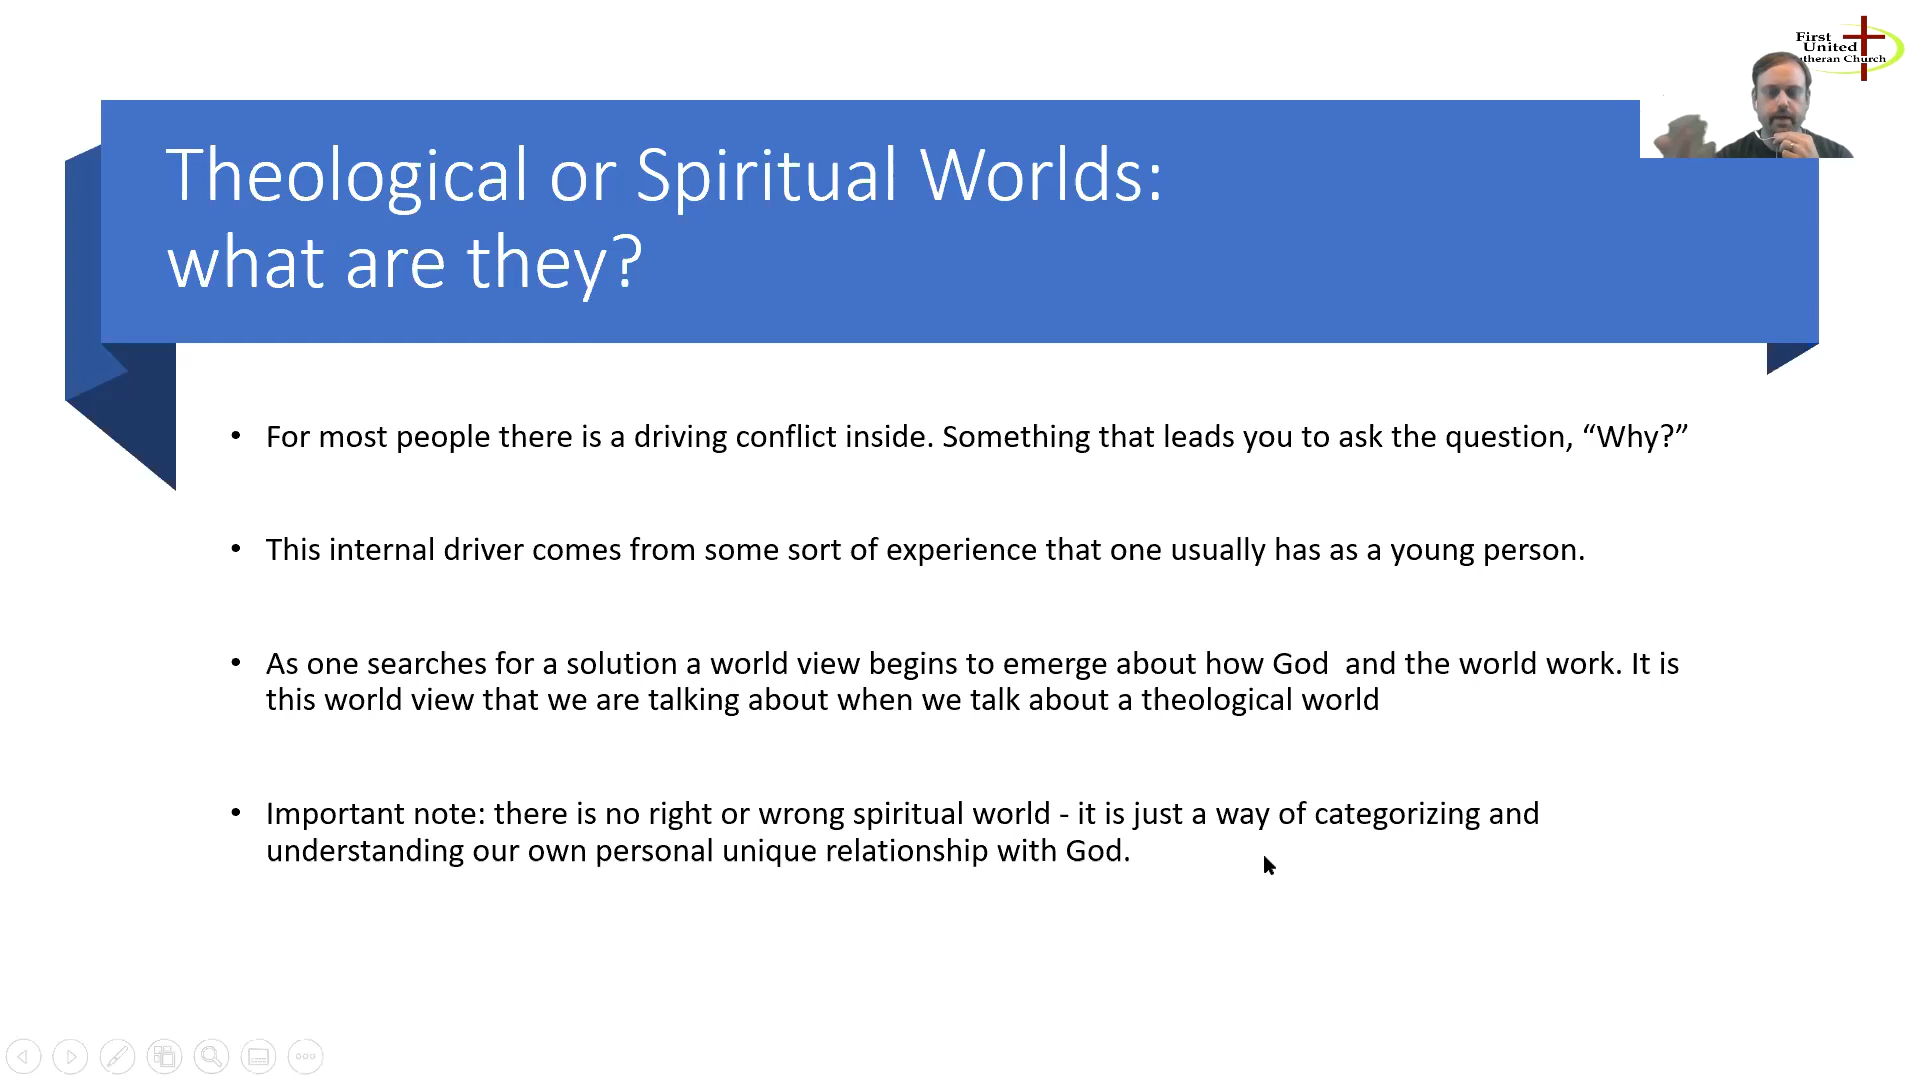 First
United
theran Church
Theological or Spiritual Worlds:
what are they?
• For most people there is a driving conflict inside. Something that leads you to ask the question, “Why?”
• This internal driver comes from some sort of experience that one usually has as a young person.
• As one searches for a solution a world view begins to emerge about how God  and the world work. It is
this world view that we are talking about when we talk about a theological world
• Important note: there is no right or wrong spiritual world - it is just a way of categorizing and
understanding our own personal unique relationship with God.